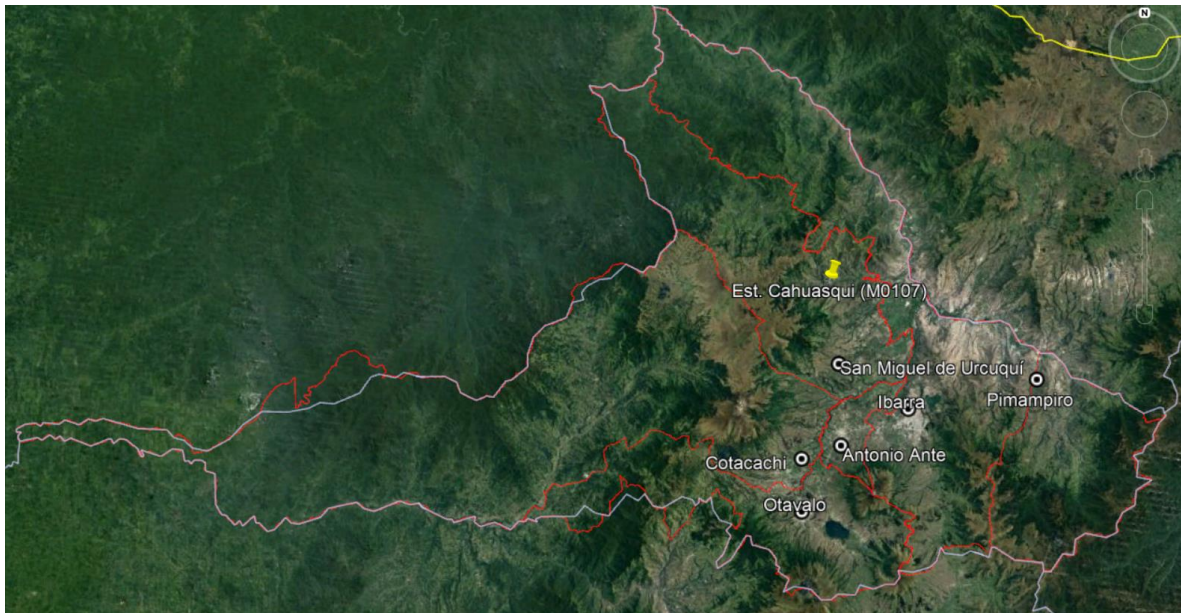 N
Est. Cahuasqui (M0107)
San Miguel de Urcuquí
Pimampiro
Ibarra
Antonio Ante
Cotacachi
Otavalo